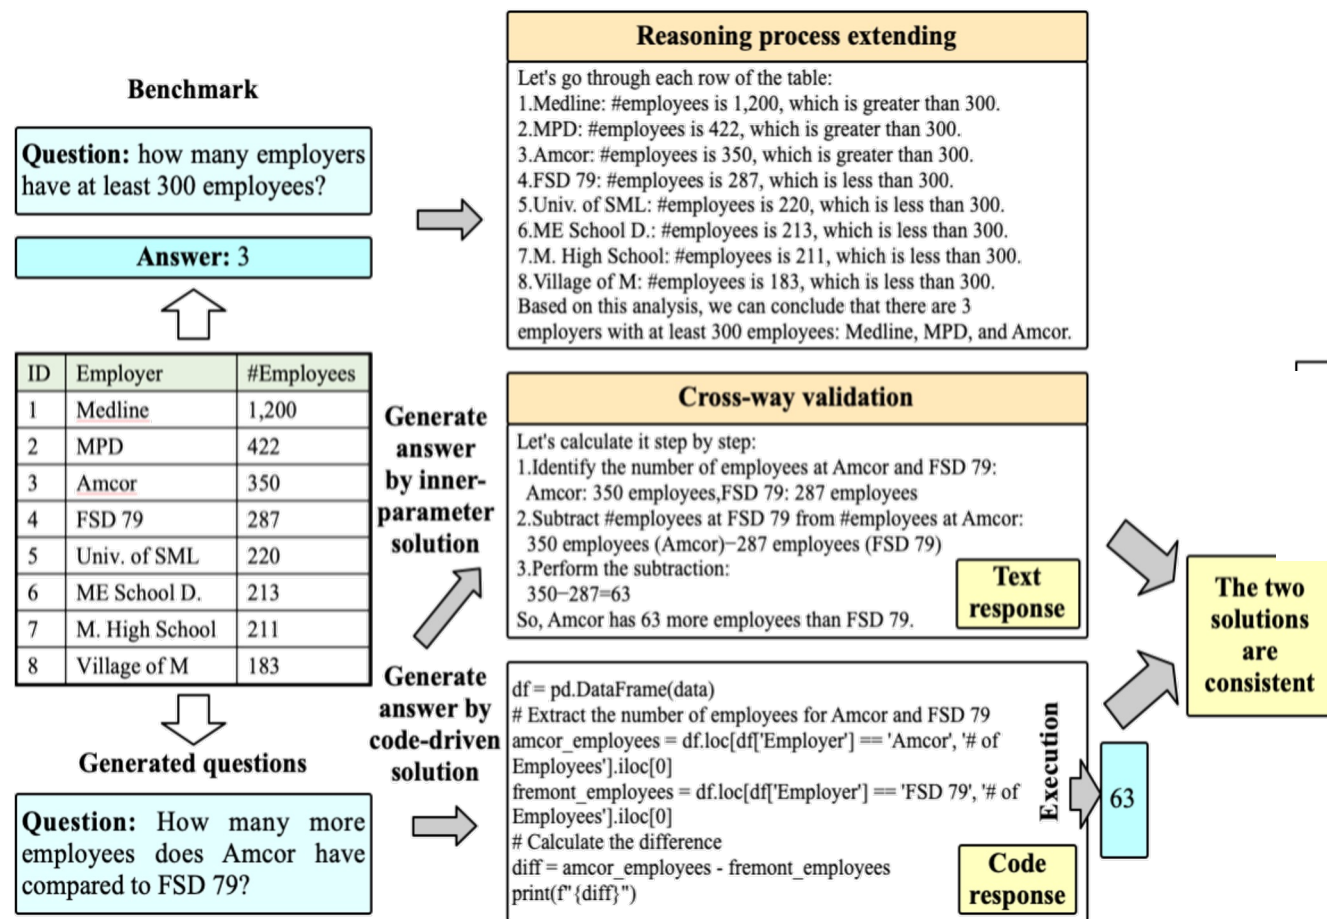 Benchmark
Question: how many employers
have at least 300 employees?
Answer: 3
ID Employer #Employees
1 Medline 1,200
2 MPD 422
3 Amcor 350
4 FSD 79 287
5 Univ. of SML 220
6 ME School D. 213
7 M. High School 211
8 Village of M 183
Generated questions
Question: How many more
employees does Amcor have
compared to FSD 79?
Generate
answer
by inner-
parameter
solution
Generate
answer by
code-driven
solution
Reasoning process extending
Let's go through each row of the table:
1.Medline: #employees is 1,200, which is greater than 300.
2.MPD: #employees is 422, which is greater than 300.
3.Amcor: #employees is 350, which is greater than 300.
4.FSD 79: #employees is 287, which is less than 300.
5.Univ. of SML: #employees is 220, which is less than 300.
6.ME School D.: #employees is 213, which is less than 300.
7.M. High School: #employees is 211, which is less than 300.
8.Village of M: #employees is 183, which is less than 300.
Based on this analysis, we can conclude that there are 3
employers with at least 300 employees: Medline, MPD, and Amcor.
Cross-way validation
Let's calculate it step by step:
1.Identify the number of employees at Amcor and FSD 79:
Amcor: 350 employees,FSD 79: 287 employees
2.Subtract #employees at FSD 79 from #employees at Amcor:
350 employees (Amcor)−287 employees (FSD 79)
3.Perform the subtraction:
350−287=63
So, Amcor has 63 more employees than FSD 79.
Text
response
df = pd.DataFrame(data)
# Extract the number of employees for Amcor and FSD 79
amcor_employees = df.loc[df['Employer'] == 'Amcor', '# of
Employees'].iloc[0]
fremont_employees = df.loc[df['Employer'] == 'FSD 79', '# of
Employees'].iloc[0]
# Calculate the difference
diff = amcor_employees - fremont_employees
print(f"{diff}")
Code
response
Execution
63
The two
solutions
are
consistent